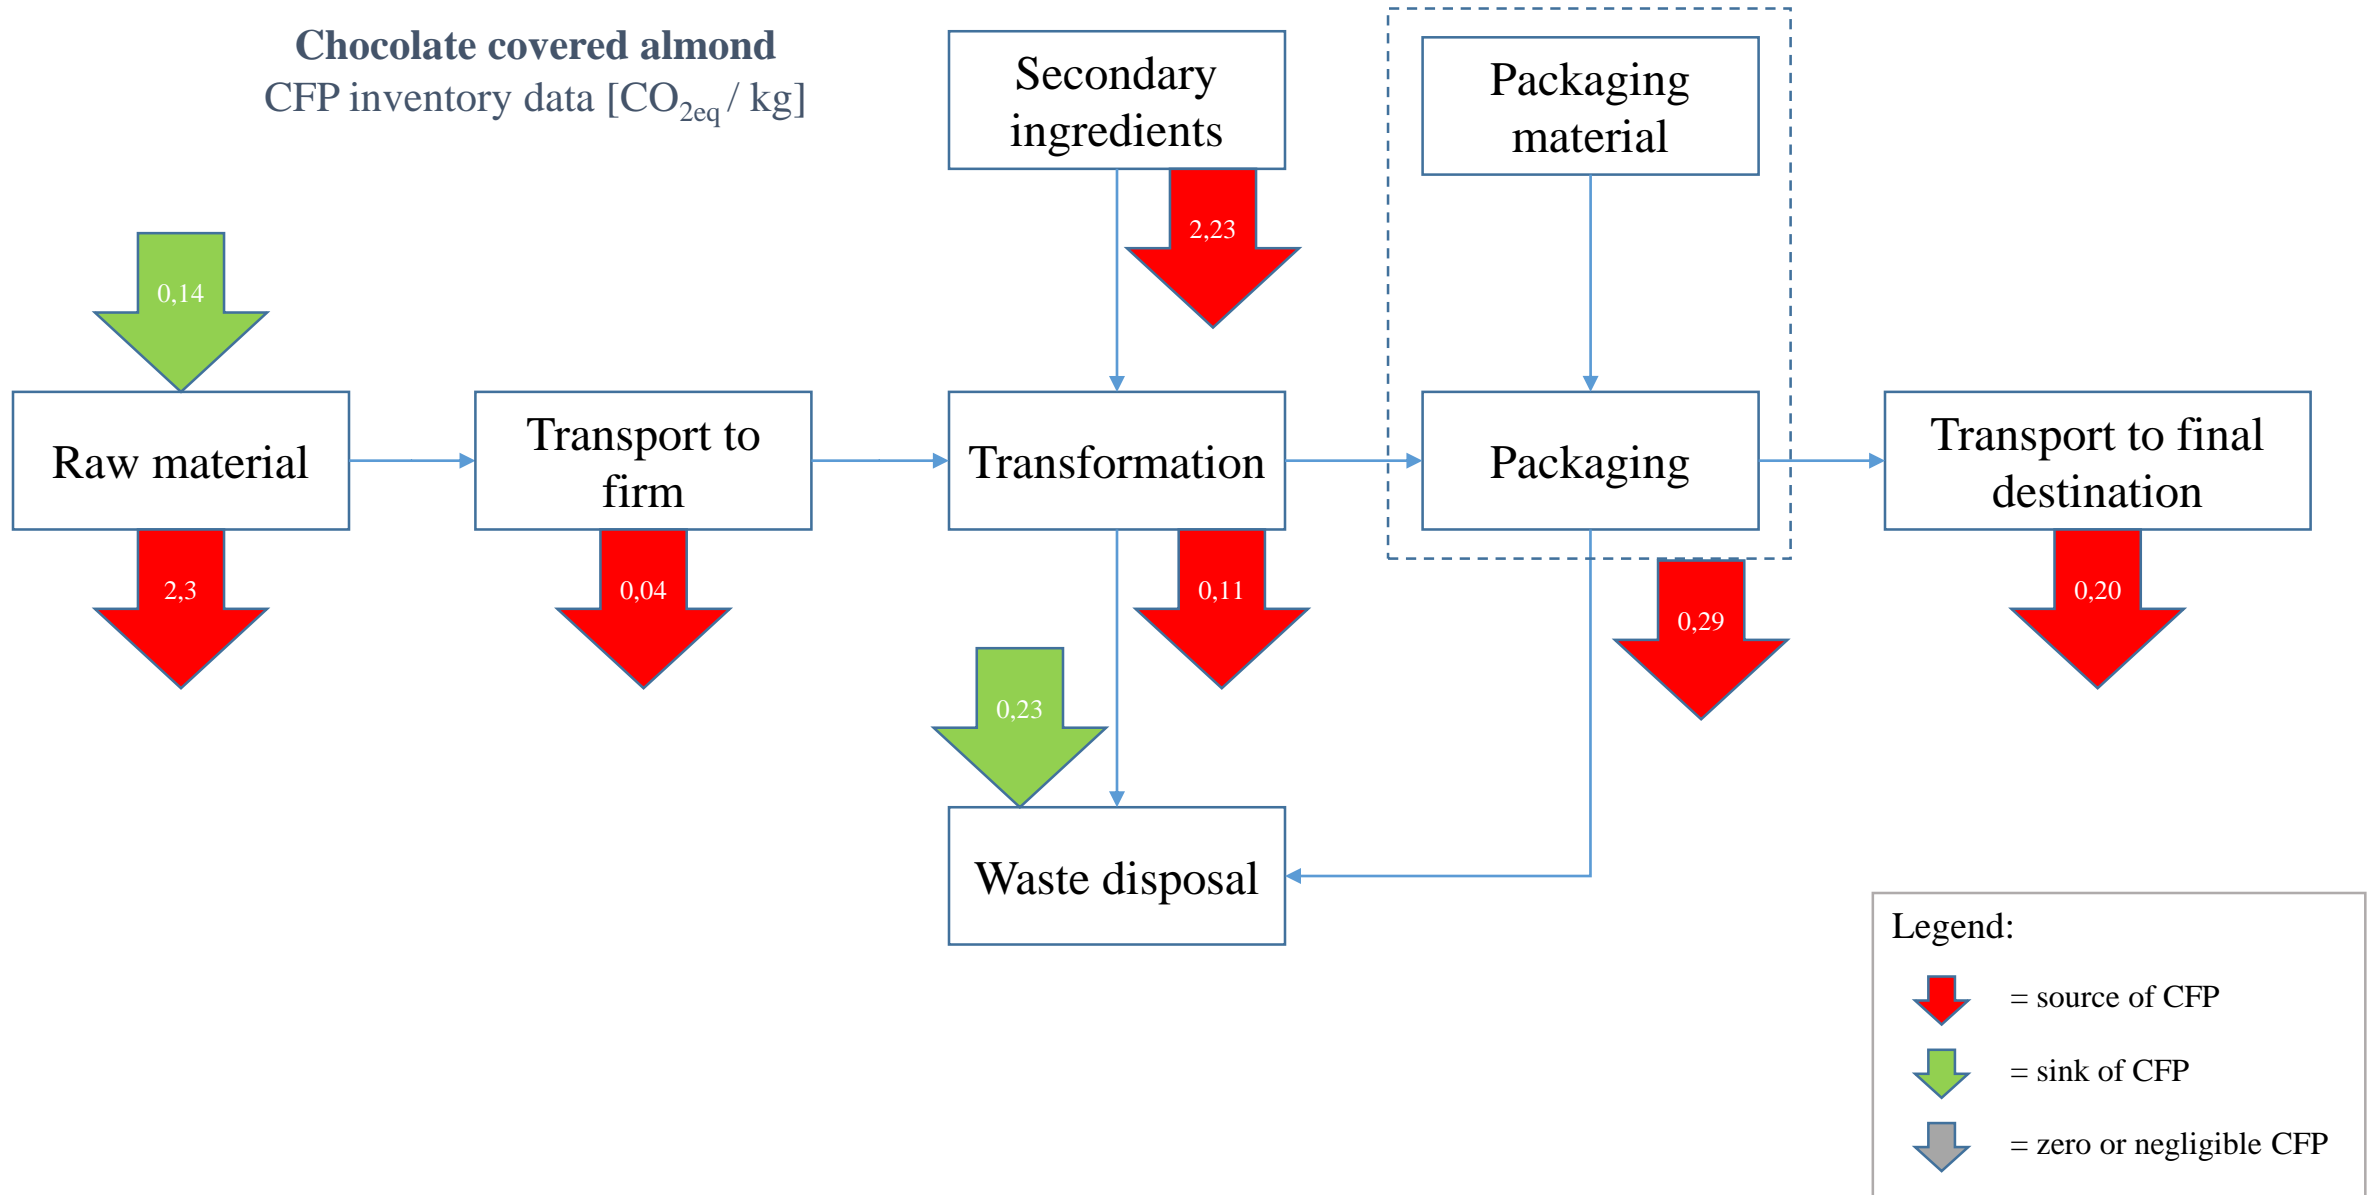 Chocolate covered almond
CFP inventory data [CO2eq / kg]
Secondary
ingredients
Packaging
material
2,23
0,14
Raw material
Transport to
firm
Transformation
Packaging
Transport to final
destination
2,3
0,04
0,11
0,29
0,20
0,23
Waste disposal
Legend:
= source of CFP
= sink of CFP
= zero or negligible CFP